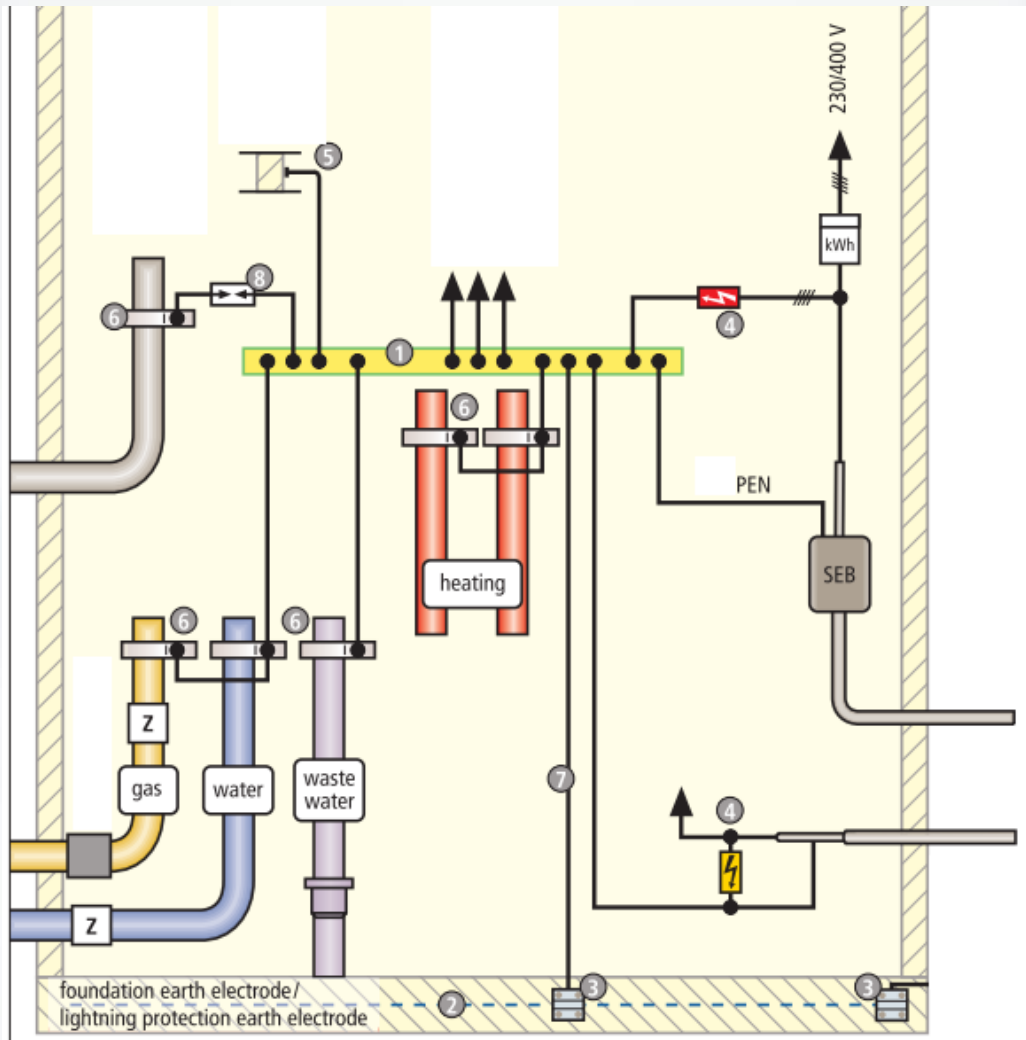 230/400 V
5
kWh
8
6
4
1
6
PEN
SEB
heating
6
6
Z
gas
water
waste
water
7
4
Z
foundation earth electrode/
lightning protection earth electrode
2
3
3